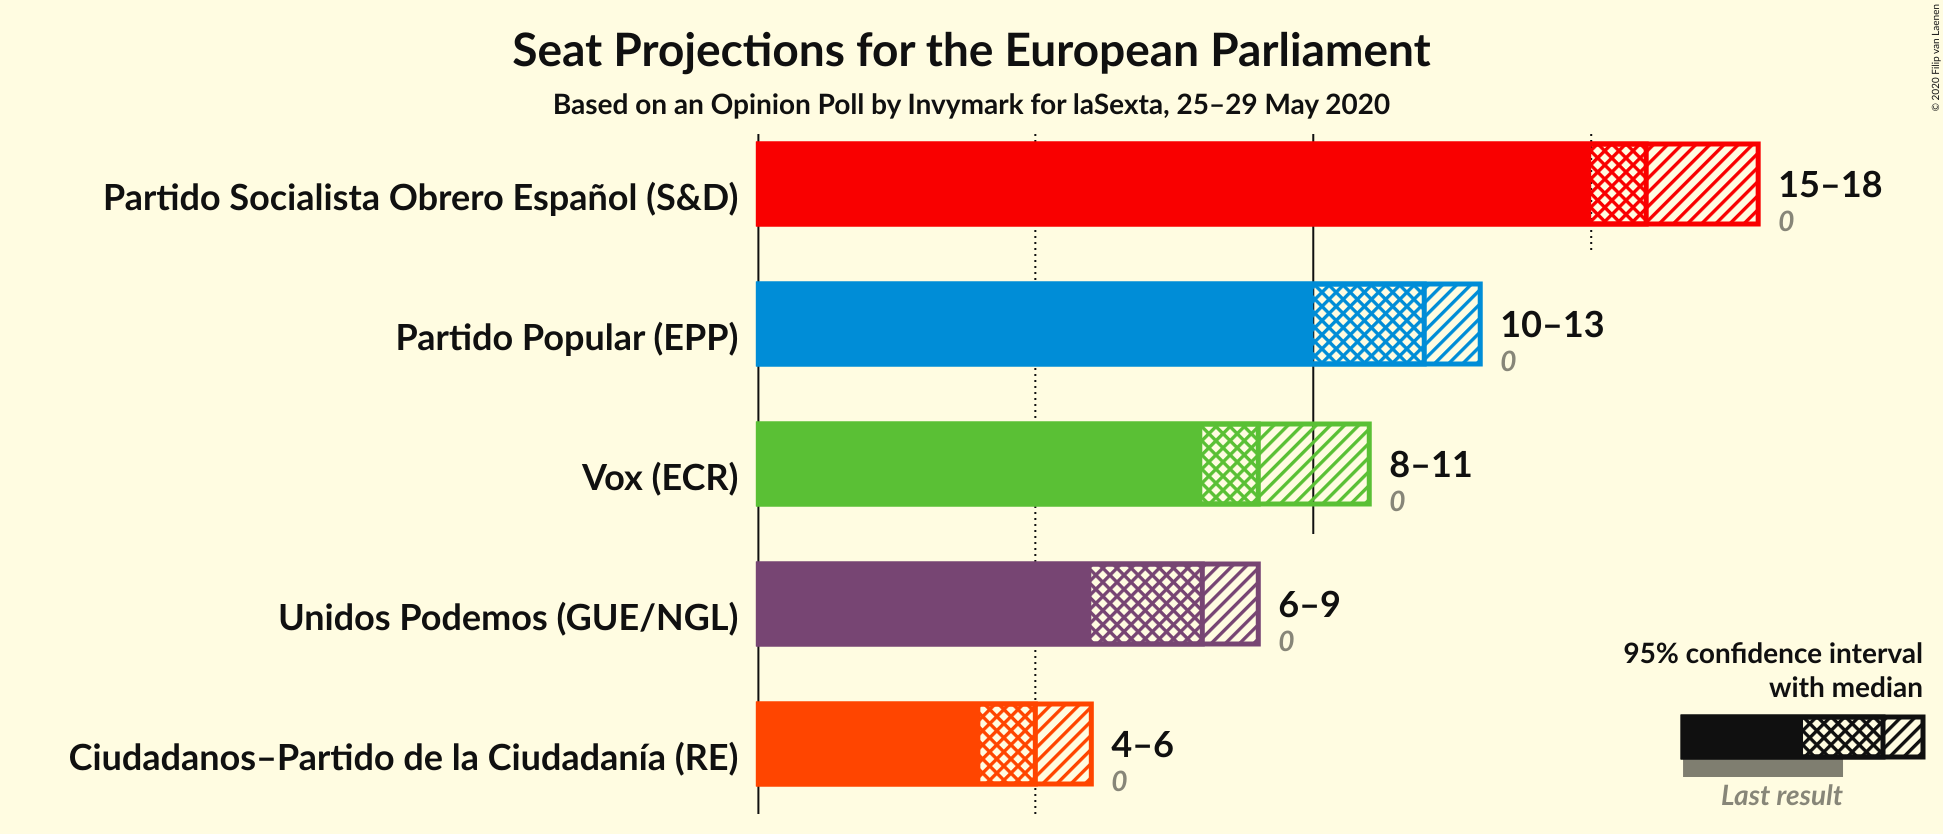 Seat Projections for the European Parliament
Based on an Opinion Poll by Invymark for laSexta, 25–29 May 2020
© 2020 Filip van Laenen
Partido Socialista Obrero Español (S&D)
15–18
0
Partido Popular (EPP)
10–13
0
Vox (ECR)
8–11
0
Unidos Podemos (GUE/NGL)
6–9
0
Ciudadanos–Partido de la Ciudadanía (RE)
4–6
0
95% confidence interval
with median
Last result